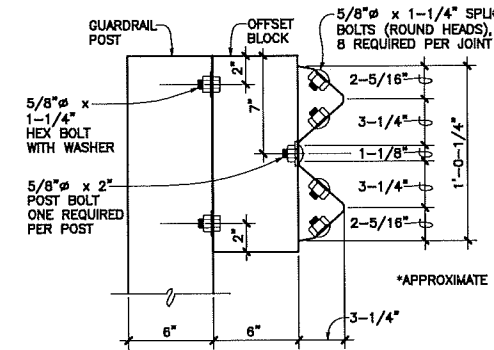 GUARDRAIL
POST
OFFSET
BLOCK
5/8"ø x 1-1/4" SPLI
BOLTS (ROUND HEADS),
8 REQUIRED PER JOINT
2"
7"
5/8"ø x
1-1/4"
HEX BOLT
WITH WASHER
5/8"ø x 2"
POST BOLT
ONE REQUIRED
PER POST
2"
2-5/16"
3-1/4"
1-1/8"
3-1/4"
2-5/16"
1'-0-1/4"
*APPROXIMATE
6"
6"
3-1/4"